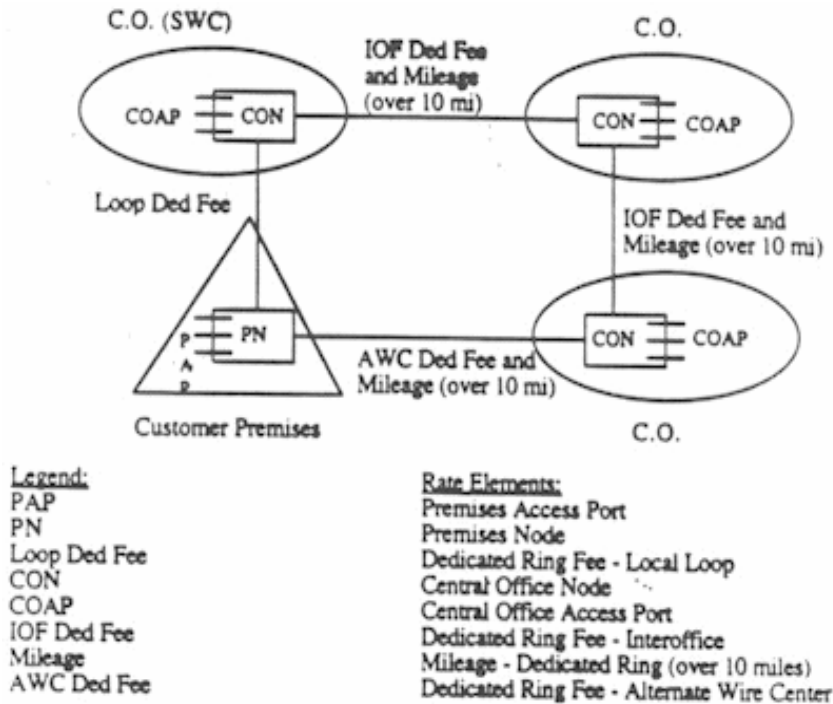 C.O. (SWC)
C.O.
IOF Ded Fee
and Mileage
(over 10 mi)
COAP
CON
CON
COAP
Loop Ded Fee
IOF Ded Fee and
Mileage (over 10 mi)
PN
P
A
P
CON
COAP
AWC Ded Fee and
Mileage (over 10 mi)
Customer Premises
C.O.
Legend:
PAP
PN
Loop Ded Fee
CON
COAP
IOF Ded Fee
Mileage
AWC Ded Fee
Rate Elements:
Premises Access Port
Premises Node
Dedicated Ring Fee - Local Loop
Central Office Node
Central Office Access Port
Dedicated Ring Fee - Interoffice
Mileage - Dedicated Ring (over 10 miles)
Dedicated Ring Fee - Alternate Wire Center